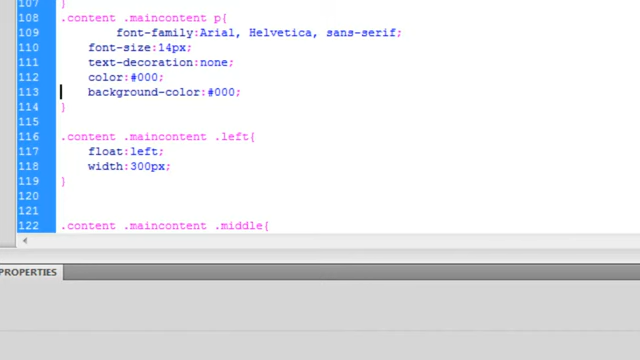 107 }
108 .content .maincontent p{
109 font-family:Arial, Helvetica, sans-serif;
110 font-size:14px;
111 text-decoration:none;
112 color:#000;
113 background-color:#000;
114 }
115
116 .content .maincontent .left{
117 float:left;
118 width:300px;
119 }
120
121
122 .content .maincontent .middle{
PROPERTIES